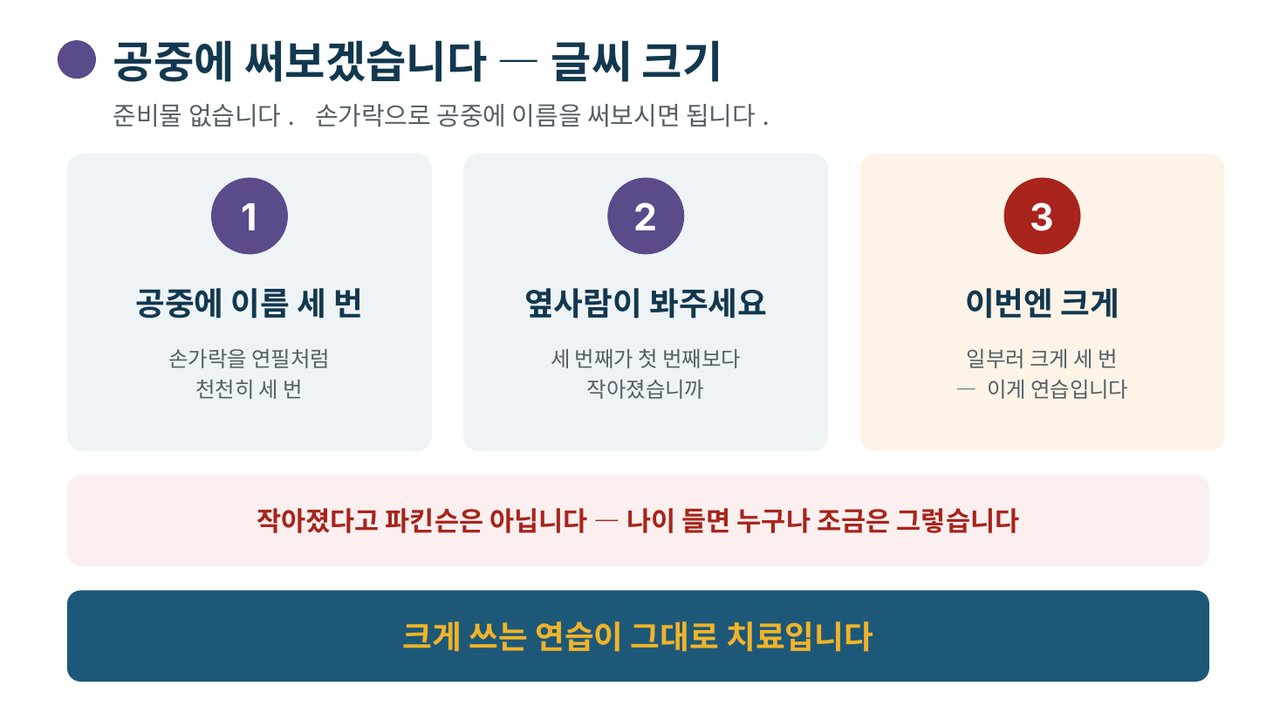 공중에 써보겠습니다 — 글씨 크기
준비물 없습니다 . 손가락으로 공중에 이름을 써보시면 됩니다 .
1
공중에 이름 세 번
손가락을 연필처럼
천천히 세 번
2
옆사람이 봐주세요
세 번째가 첫 번째보다
작아졌습니까
3
이번엔 크게
일부러 크게 세 번
— 이게 연습입니다
작아졌다고 파킨슨은 아닙니다 — 나이 들면 누구나 조금은 그렇습니다
크게 쓰는 연습이 그대로 치료입니다